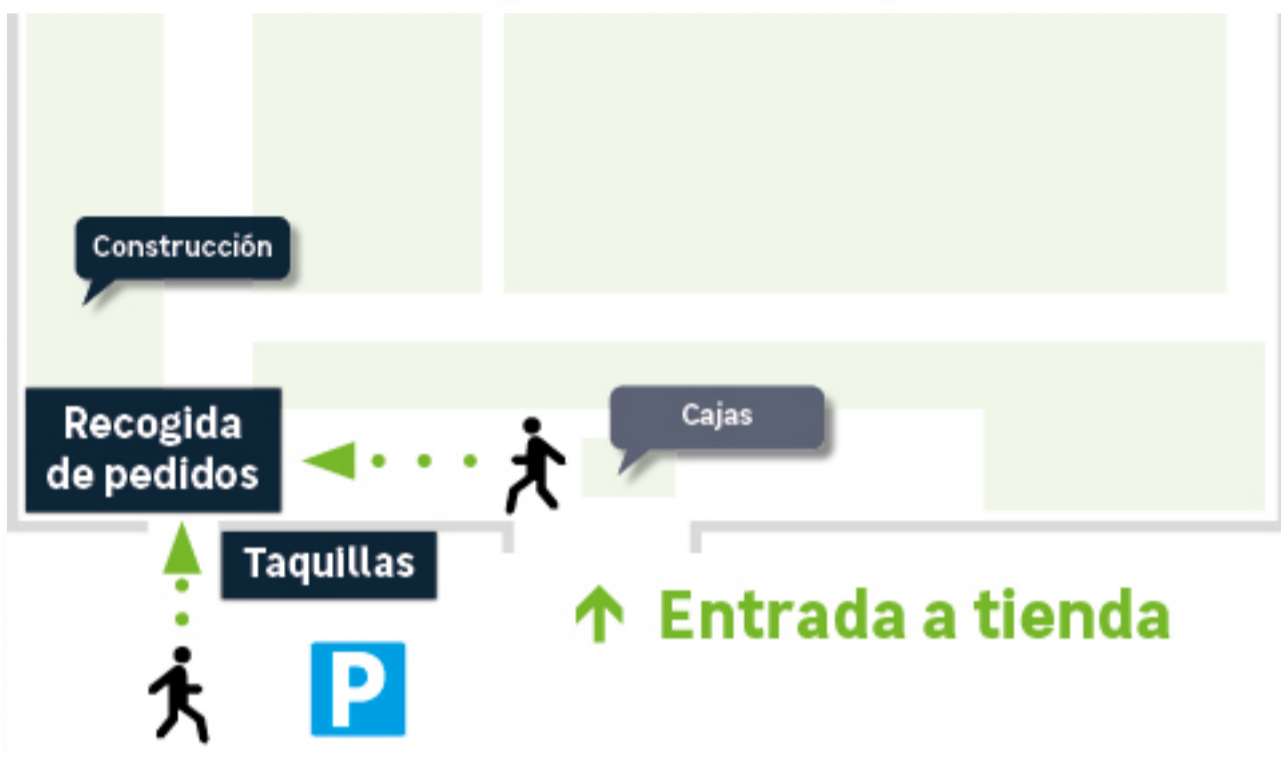 Construcción
Recogida
de pedidos
Cajas
Taquillas
↑ Entrada a tienda
P